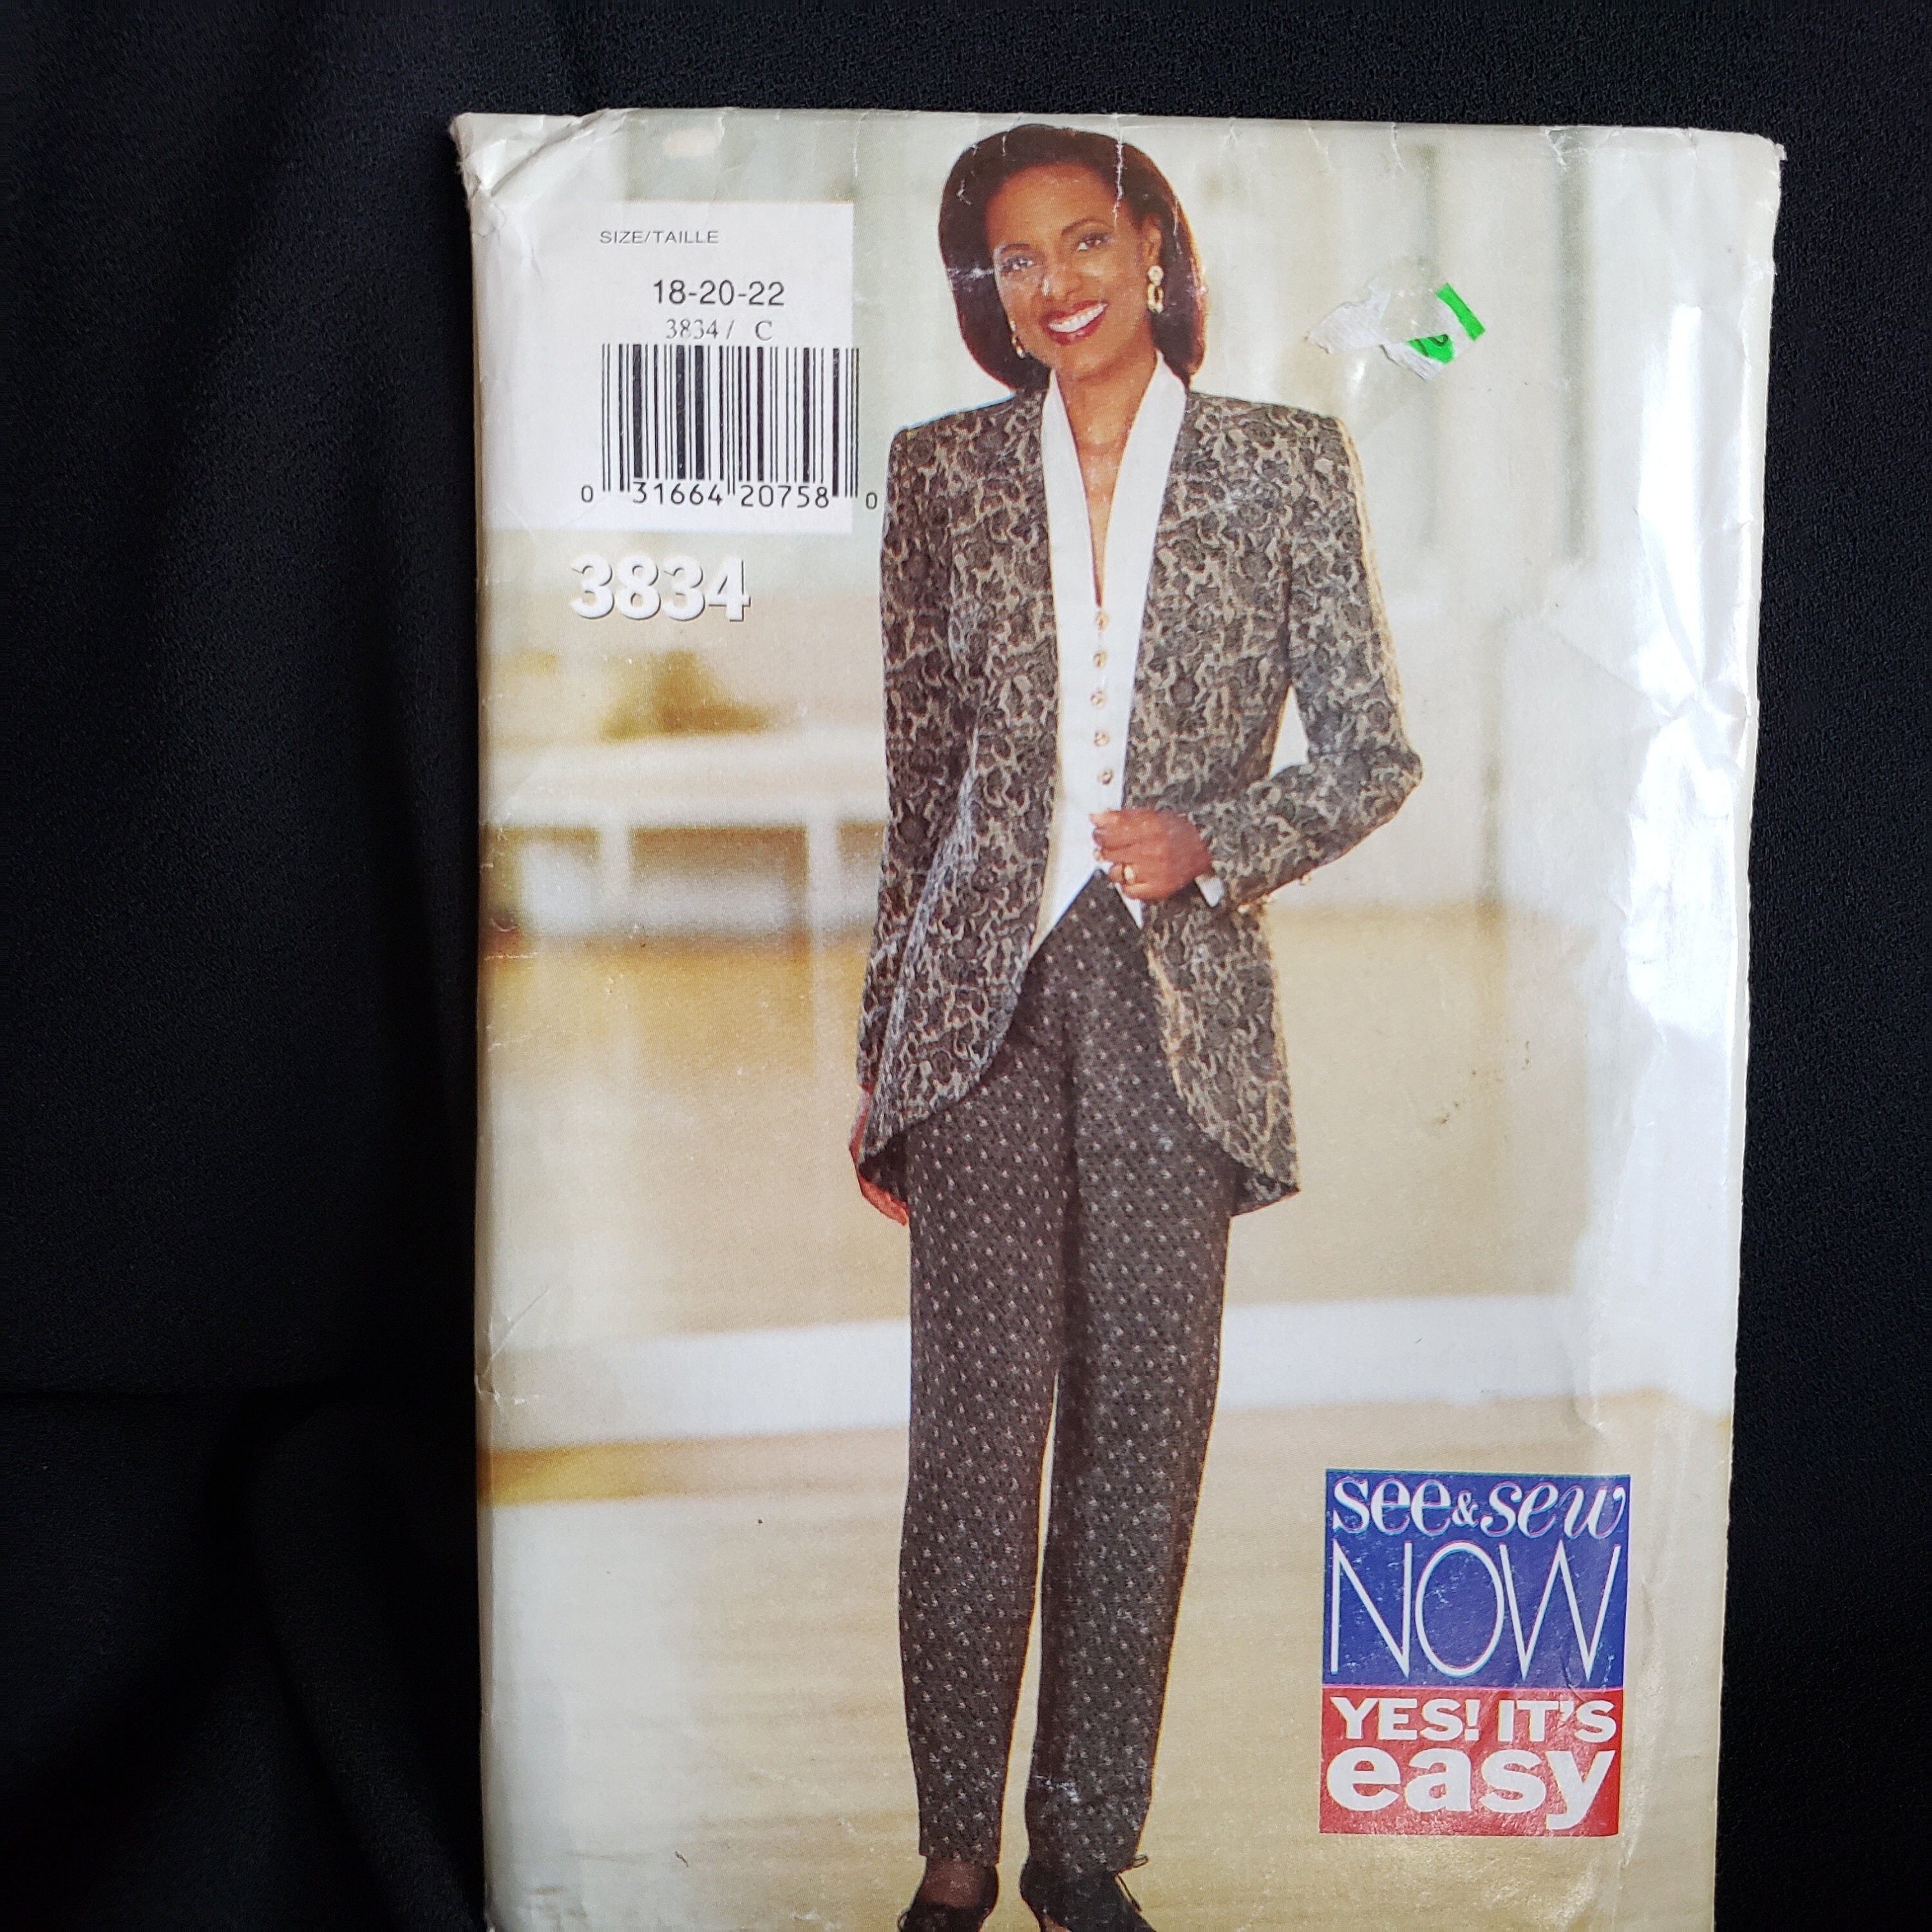 SIZE/TAILLE
18-20-22
3834/ C
0 31664 20758 0
3834
see & sew
NOW
YES! IT'S
easy